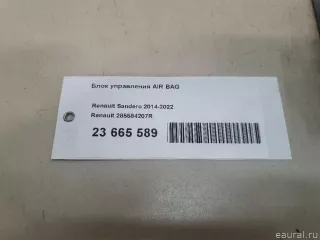 Блок управления AIR BAG
Renault Sandero 2014-2022
Renault 285584207R
23 665 589
eaural.ru